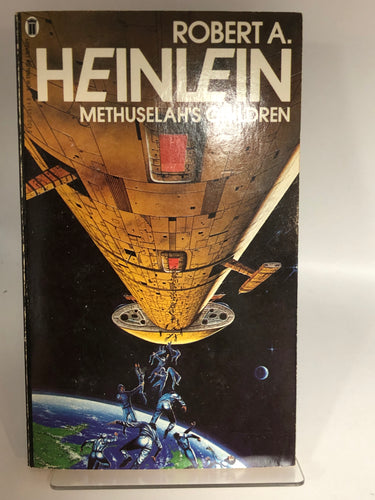 ROBERT A.
HEINLEIN
METHUSELAH'S CHILDREN